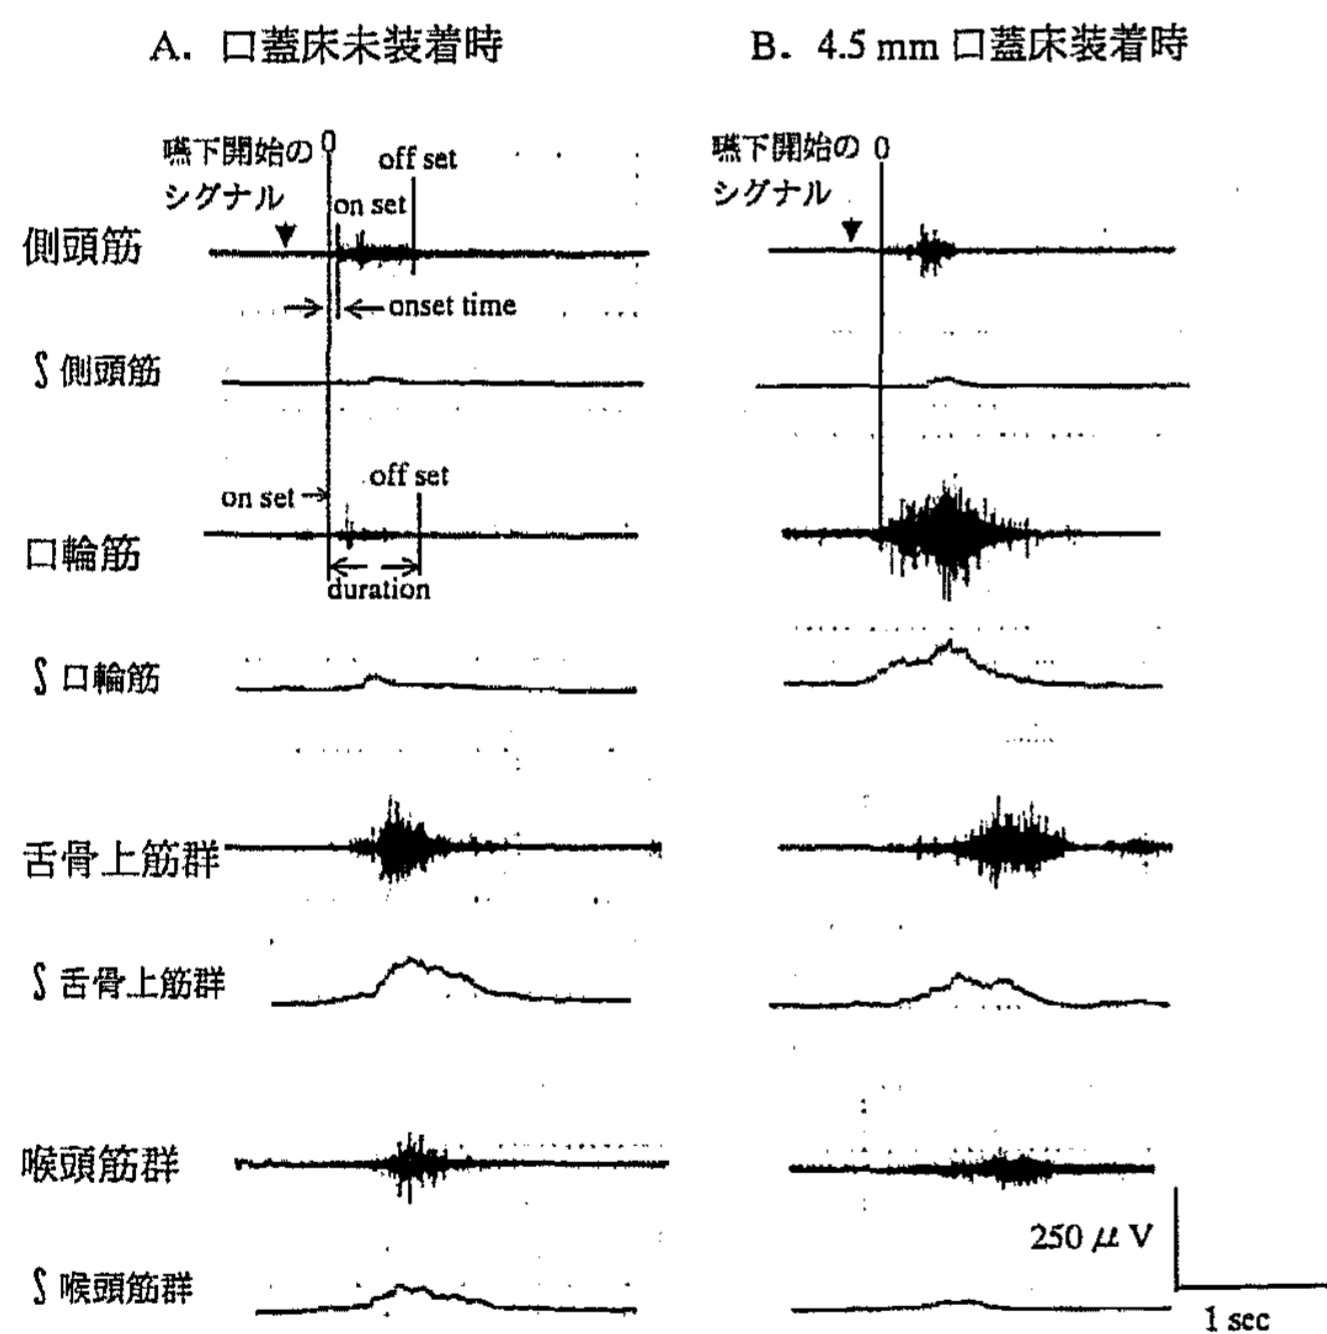 A. 口蓋床未装着時
B. 4.5 mm 口蓋床装着時
嚥下開始の 0
シグナル
off set
on set
嚥下開始の 0
シグナル
側頭筋
onset time
∫ 側頭筋
on set
off set
口輪筋
duration
∫ 口輪筋
舌骨上筋群
∫ 舌骨上筋群
喉頭筋群
250 μV
∫ 喉頭筋群
1 sec